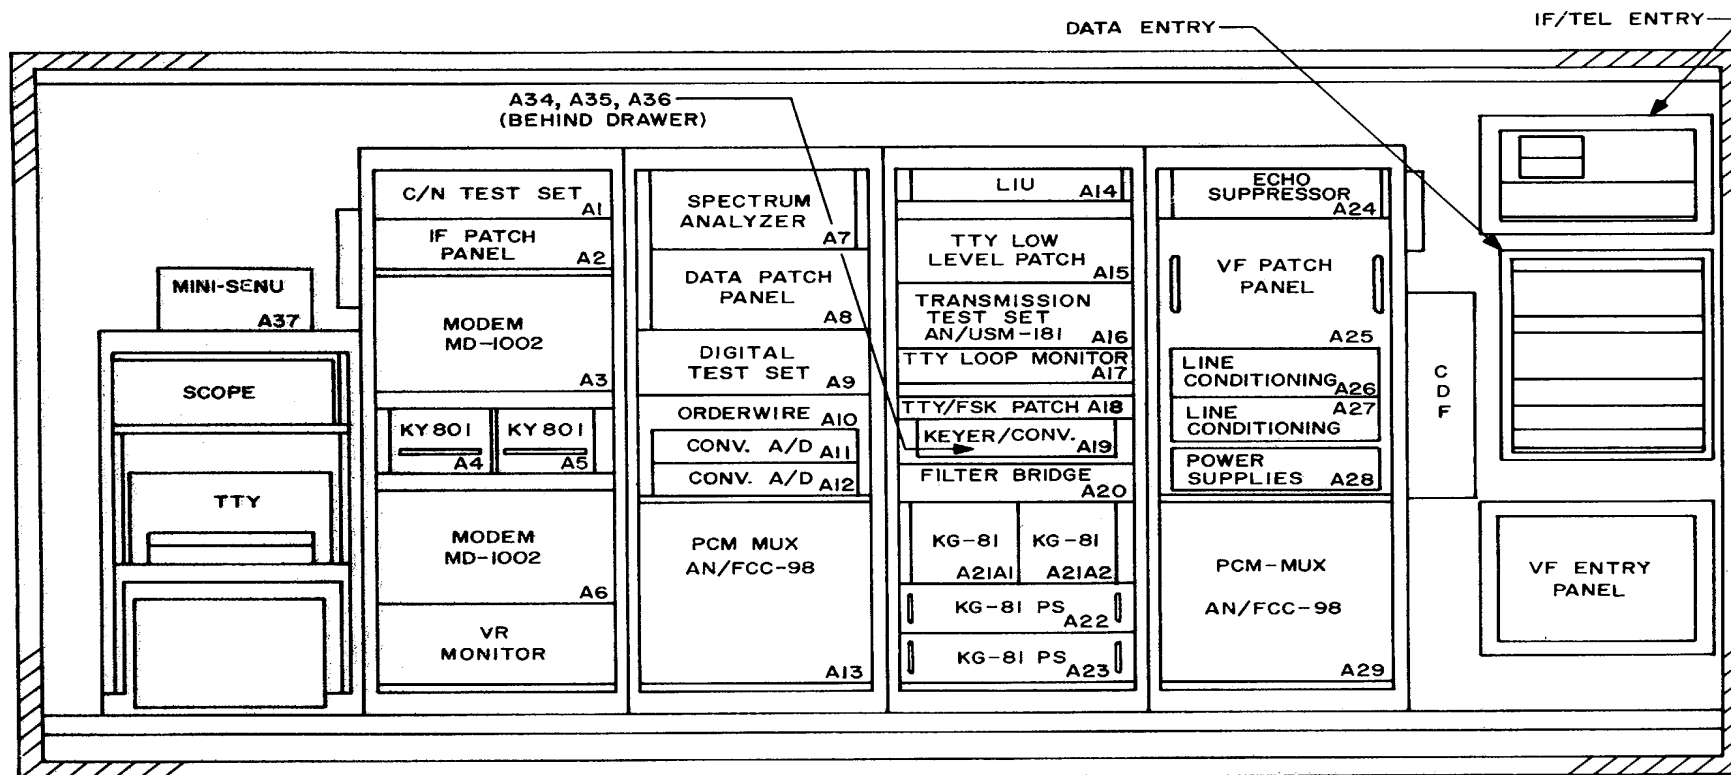 DATA ENTRY
IF/TEL ENTRY
A34, A35, A36
(BEHIND DRAWER)
MINI-SENU
A37
SCOPE
TTY
C/N TEST SET
A1
IF PATCH
PANEL
A2
MODEM
MD-1002
A3
KY801
A4
KY801
A5
MODEM
MD-1002
A6
VR
MONITOR
SPECTRUM
ANALYZER
A7
DATA PATCH
PANEL
A8
DIGITAL
TEST SET
A9
ORDERWIRE
A10
CONV. A/D
A11
CONV. A/D
A12
PCM MUX
AN/FCC-98
A13
LIU
A14
TTY LOW
LEVEL PATCH
A15
TRANSMISSION
TEST SET
AN/USM-181
A16
TTY LOOP MONITOR
A17
TTY/FSK PATCH
A18
KEYER/CONV.
A19
FILTER BRIDGE
A20
KG-81
A21A1
KG-81
A21A2
KG-81 PS
A22
KG-81 PS
A23
ECHO
SUPPRESSOR
A24
VF PATCH
PANEL
A25
LINE
CONDITIONING
A26
A27
LINE
CONDITIONING
POWER
SUPPLIES
A28
PCM-MUX
AN/FCC-98
A29
C
D
F
VF ENTRY
PANEL